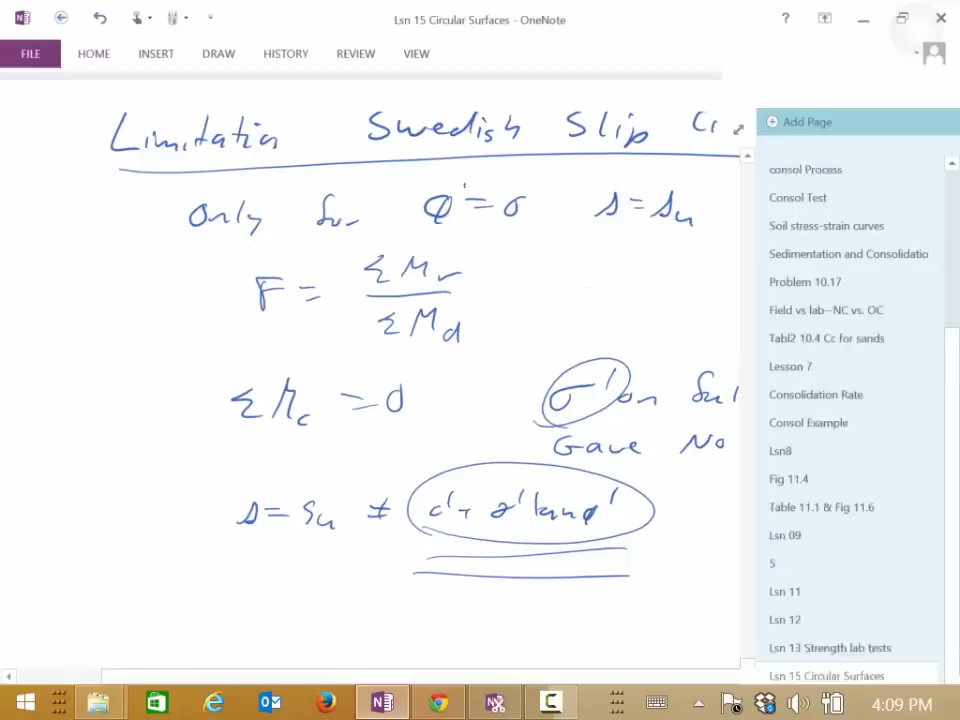 Lsn 15 Circular Surfaces - OneNote
?
FILE HOME INSERT DRAW HISTORY REVIEW VIEW
Limitation Swedish Slip Ci
only for φ'=0 s=su
F = ΣMr
ΣMd
ΣMc = 0 σ' on
Gave No
s=su ≠ c'+σ'tanφ'
Add Page
consol Process
Consol Test
Soil stress-strain curves
Sedimentation and Consolidatio
Problem 10.17
Field vs lab--NC vs. OC
Tabl2 10.4 Cc for sands
Lesson 7
Consolidation Rate
Consol Example
Lsn8
Fig 11.4
Table 11.1 & Fig 11.6
Lsn 09
5
Lsn 11
Lsn 12
Lsn 13 Strength lab tests
Lsn 15 Circular Surfaces
4:09 PM